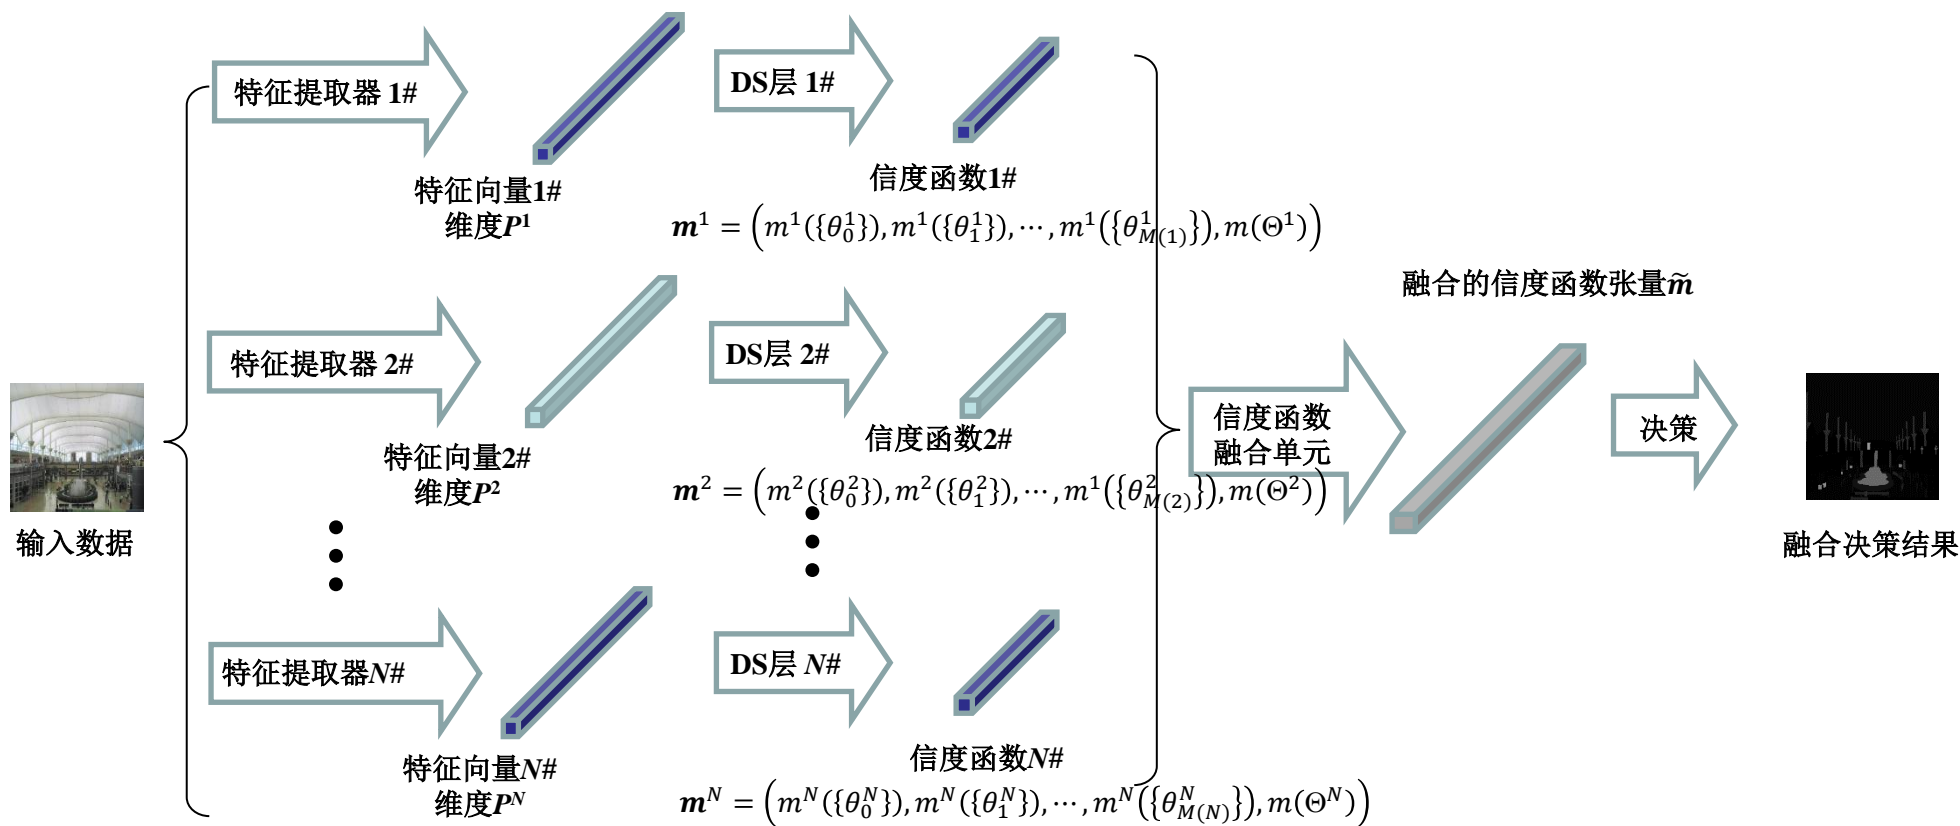 特征提取器 1#
DS层 1#
特征向量1#
维度P¹
信度函数1#
m¹ = (m¹({θ₀¹}), m¹({θ₁¹}), ⋯, m¹({θ_{M(1)}¹}), m(Θ¹))
特征提取器 2#
DS层 2#
特征向量2#
维度P²
信度函数2#
m² = (m²({θ₀²}), m²({θ₁²}), ⋯, m¹({θ_{M(2)}²}), m(Θ²))
特征提取器N#
DS层 N#
特征向量N#
维度Pᴺ
信度函数N#
mᴺ = (mᴺ({θ₀ᴺ}), mᴺ({θ₁ᴺ}), ⋯, mᴺ({θ_{M(N)}ᴺ}), m(Θᴺ))
输入数据
信度函数
融合单元
融合的信度函数张量m̃
决策
融合决策结果